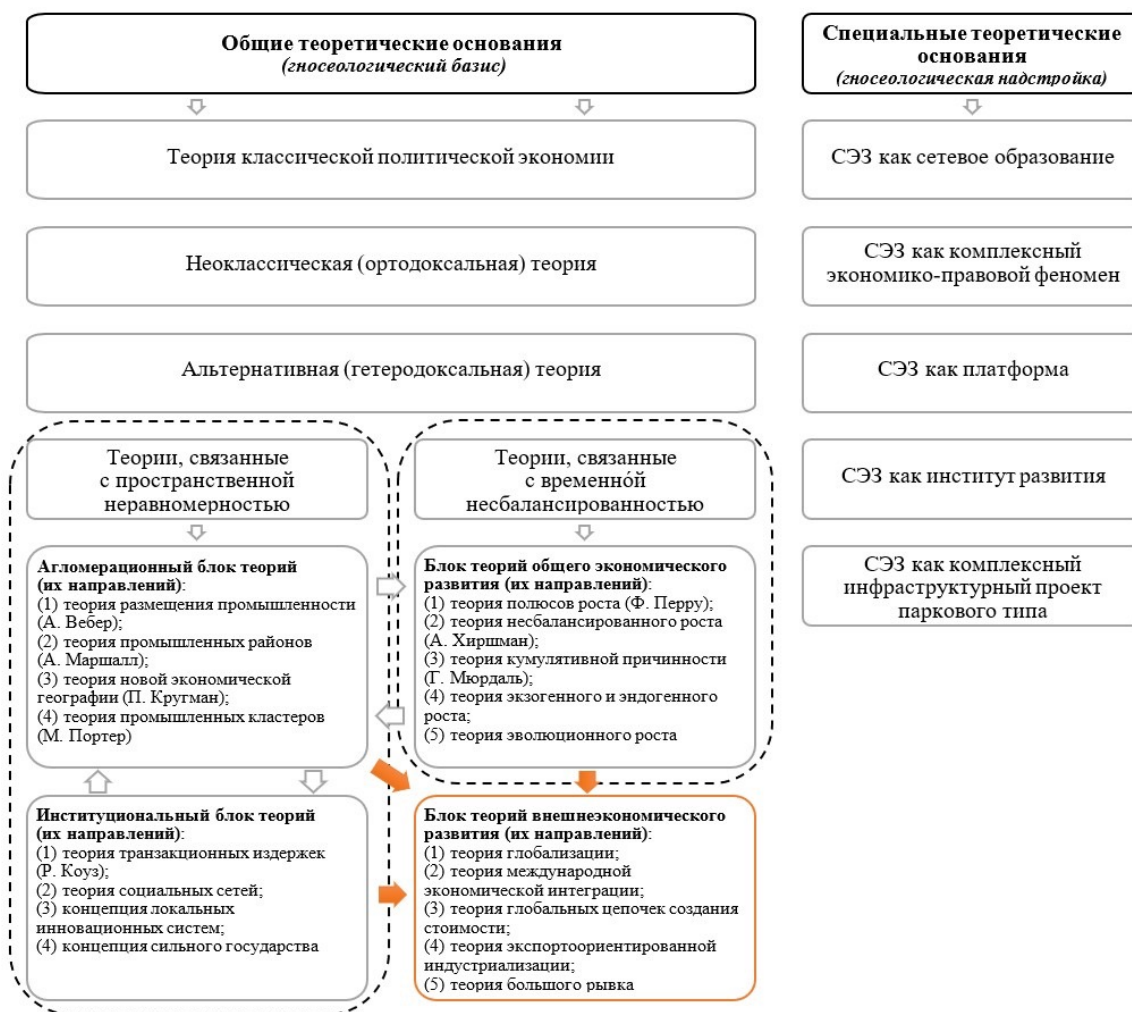 Общие теоретические основания
(гносеологический базис)
Теория классической политической экономии
Неоклассическая (ортодоксальная) теория
Альтернативная (гетеродоксальная) теория
Теории, связанные
с пространственной
неравномерностью
Агломерационный блок теорий
(их направлений):
(1) теория размещения промышленности
(А. Вебер);
(2) теория промышленных районов
(А. Маршалл);
(3) теория новой экономической
географии (П. Кругман);
(4) теория промышленных кластеров
(М. Портер)
Институциональный блок теорий
(их направлений):
(1) теория транзакционных издержек
(Р. Коуз);
(2) теория социальных сетей;
(3) концепция локальных
инновационных систем;
(4) концепция сильного государства
Теории, связанные
с временно́й
несбалансированностью
Блок теорий общего экономического
развития (их направлений):
(1) теория полюсов роста (Ф. Перру);
(2) теория несбалансированного роста
(А. Хиршман);
(3) теория кумулятивной причинности
(Г. Мюрдаль);
(4) теория экзогенного и эндогенного
роста;
(5) теория эволюционного роста
Блок теорий внешнеэкономического
развития (их направлений):
(1) теория глобализации;
(2) теория международной
экономической интеграции;
(3) теория глобальных цепочек создания
стоимости;
(4) теория экспортоориентированной
индустриализации;
(5) теория большого рывка
Специальные теоретические
основания
(гносеологическая надстройка)
СЭЗ как сетевое образование
СЭЗ как комплексный
экономико-правовой феномен
СЭЗ как платформа
СЭЗ как институт развития
СЭЗ как комплексный
инфраструктурный проект
паркового типа